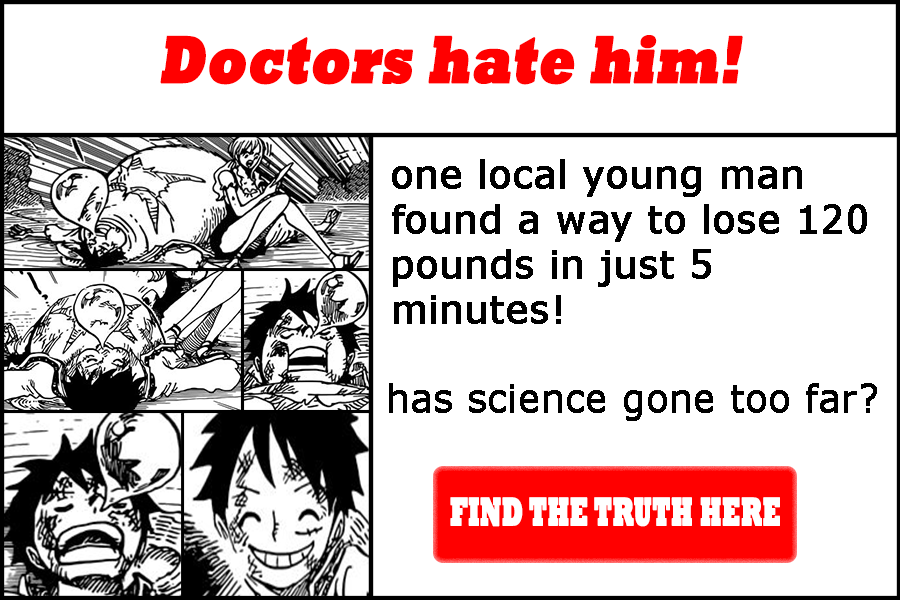 Doctors hate him!
one local young man
found a way to lose 120
pounds in just 5
minutes!
has science gone too far?
FIND THE TRUTH HERE